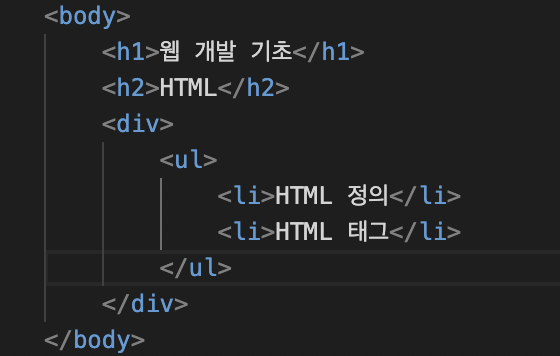 <body>
<h1>웹 개발 기초</h1>
<h2>HTML</h2>
<div>
<ul>
<li>HTML 정의</li>
<li>HTML 태그</li>
</ul>
</div>
</body>